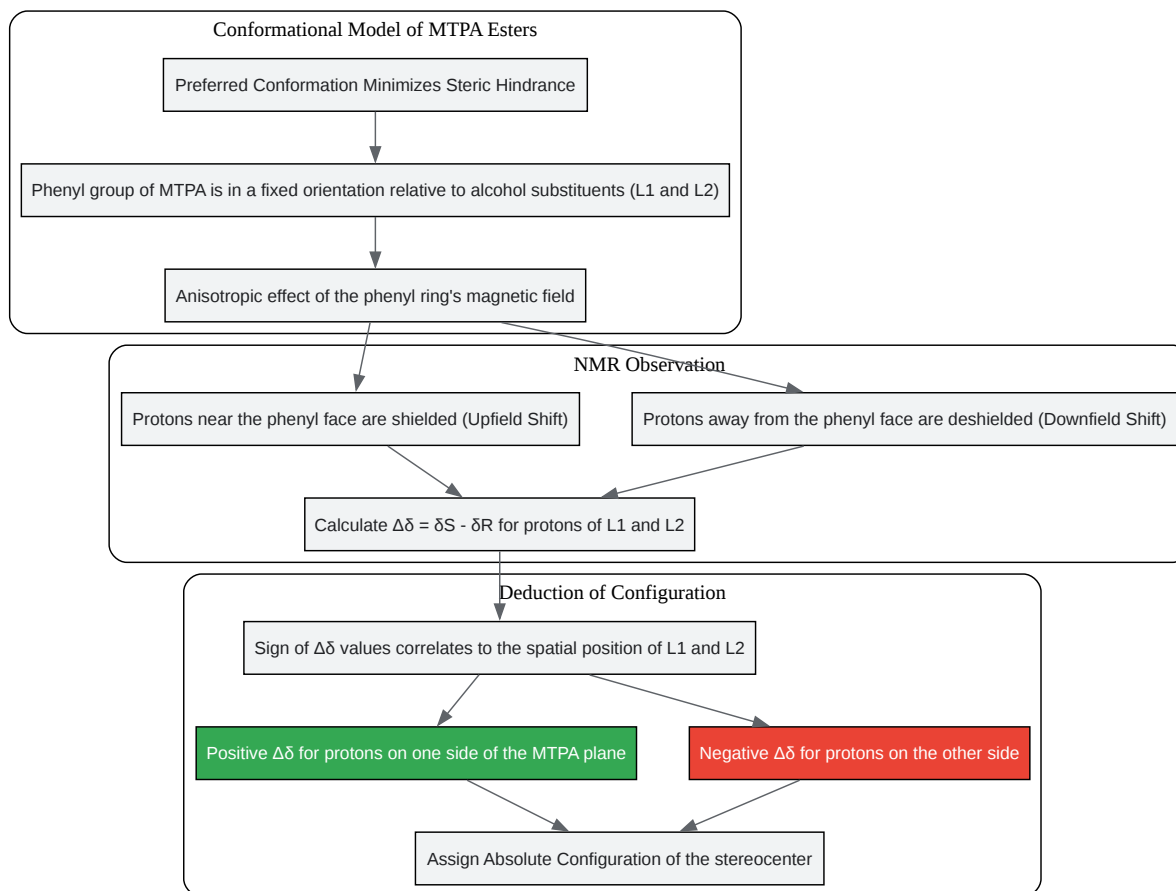 Conformational Model of MTPA Esters
Preferred Conformation Minimizes Steric Hindrance
Phenyl group of MTPA is in a fixed orientation relative to alcohol substituents (L1 and L2)
Anisotropic effect of the phenyl ring's magnetic field
NMR Observation
Protons near the phenyl face are shielded (Upfield Shift)
Protons away from the phenyl face are deshielded (Downfield Shift)
Calculate Δδ = δS - δR for protons of L1 and L2
Deduction of Configuration
Sign of Δδ values correlates to the spatial position of L1 and L2
Positive Δδ for protons on one side of the MTPA plane
Negative Δδ for protons on the other side
Assign Absolute Configuration of the stereocenter